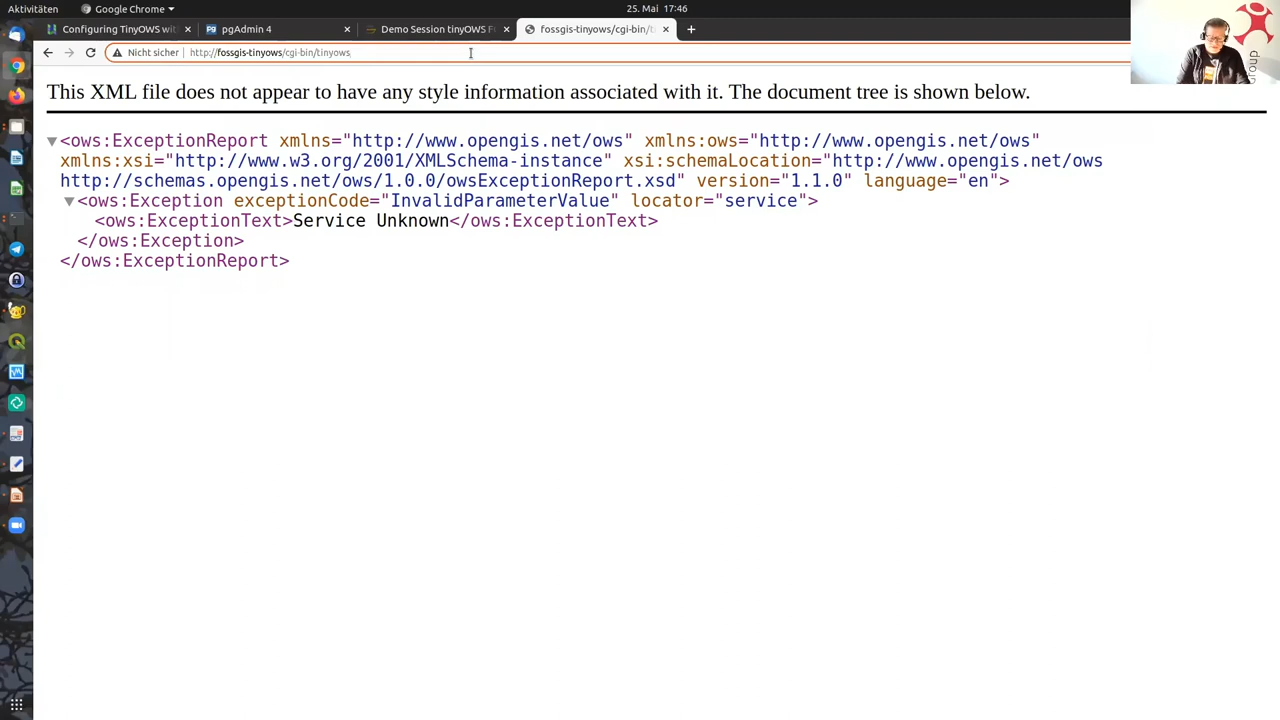 Aktivitäten
Google Chrome
25. Mai 17:46
Configuring TinyOWS with
pgAdmin 4
Demo Session tinyOWS F
fossgis-tinyows/cgi-bin/t
Nicht sicher
http://fossgis-tinyows/cgi-bin/tinyows
This XML file does not appear to have any style information associated with it. The document tree is shown below.
<ows:ExceptionReport xmlns="http://www.opengis.net/ows" xmlns:ows="http://www.opengis.net/ows"
xmlns:xsi="http://www.w3.org/2001/XMLSchema-instance" xsi:schemaLocation="http://www.opengis.net/ows
http://schemas.opengis.net/ows/1.0.0/owsExceptionReport.xsd" version="1.1.0" language="en">
<ows:Exception exceptionCode="InvalidParameterValue" locator="service">
<ows:ExceptionText>Service Unknown</ows:ExceptionText>
</ows:Exception>
</ows:ExceptionReport>
group